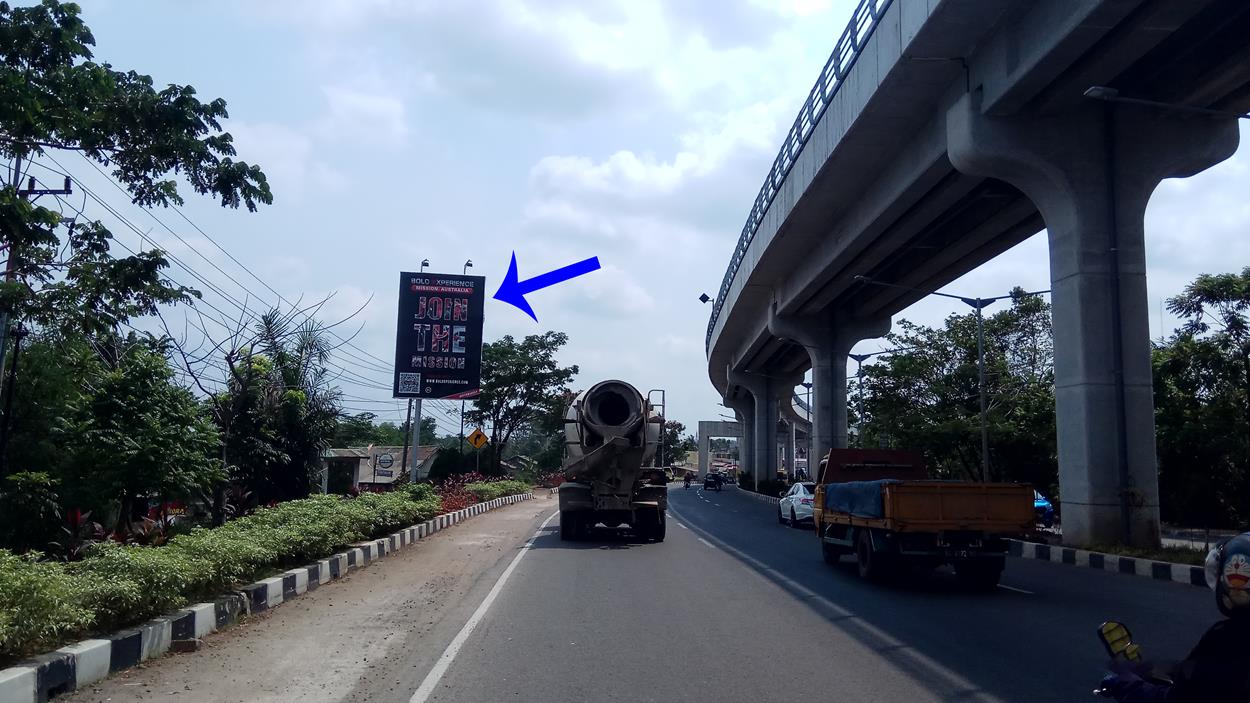 BOLD XPERIENCE
MISSION AUSTRALIA
JOIN
THE
MISSION
WWW.BOLDXPERIENCE.COM